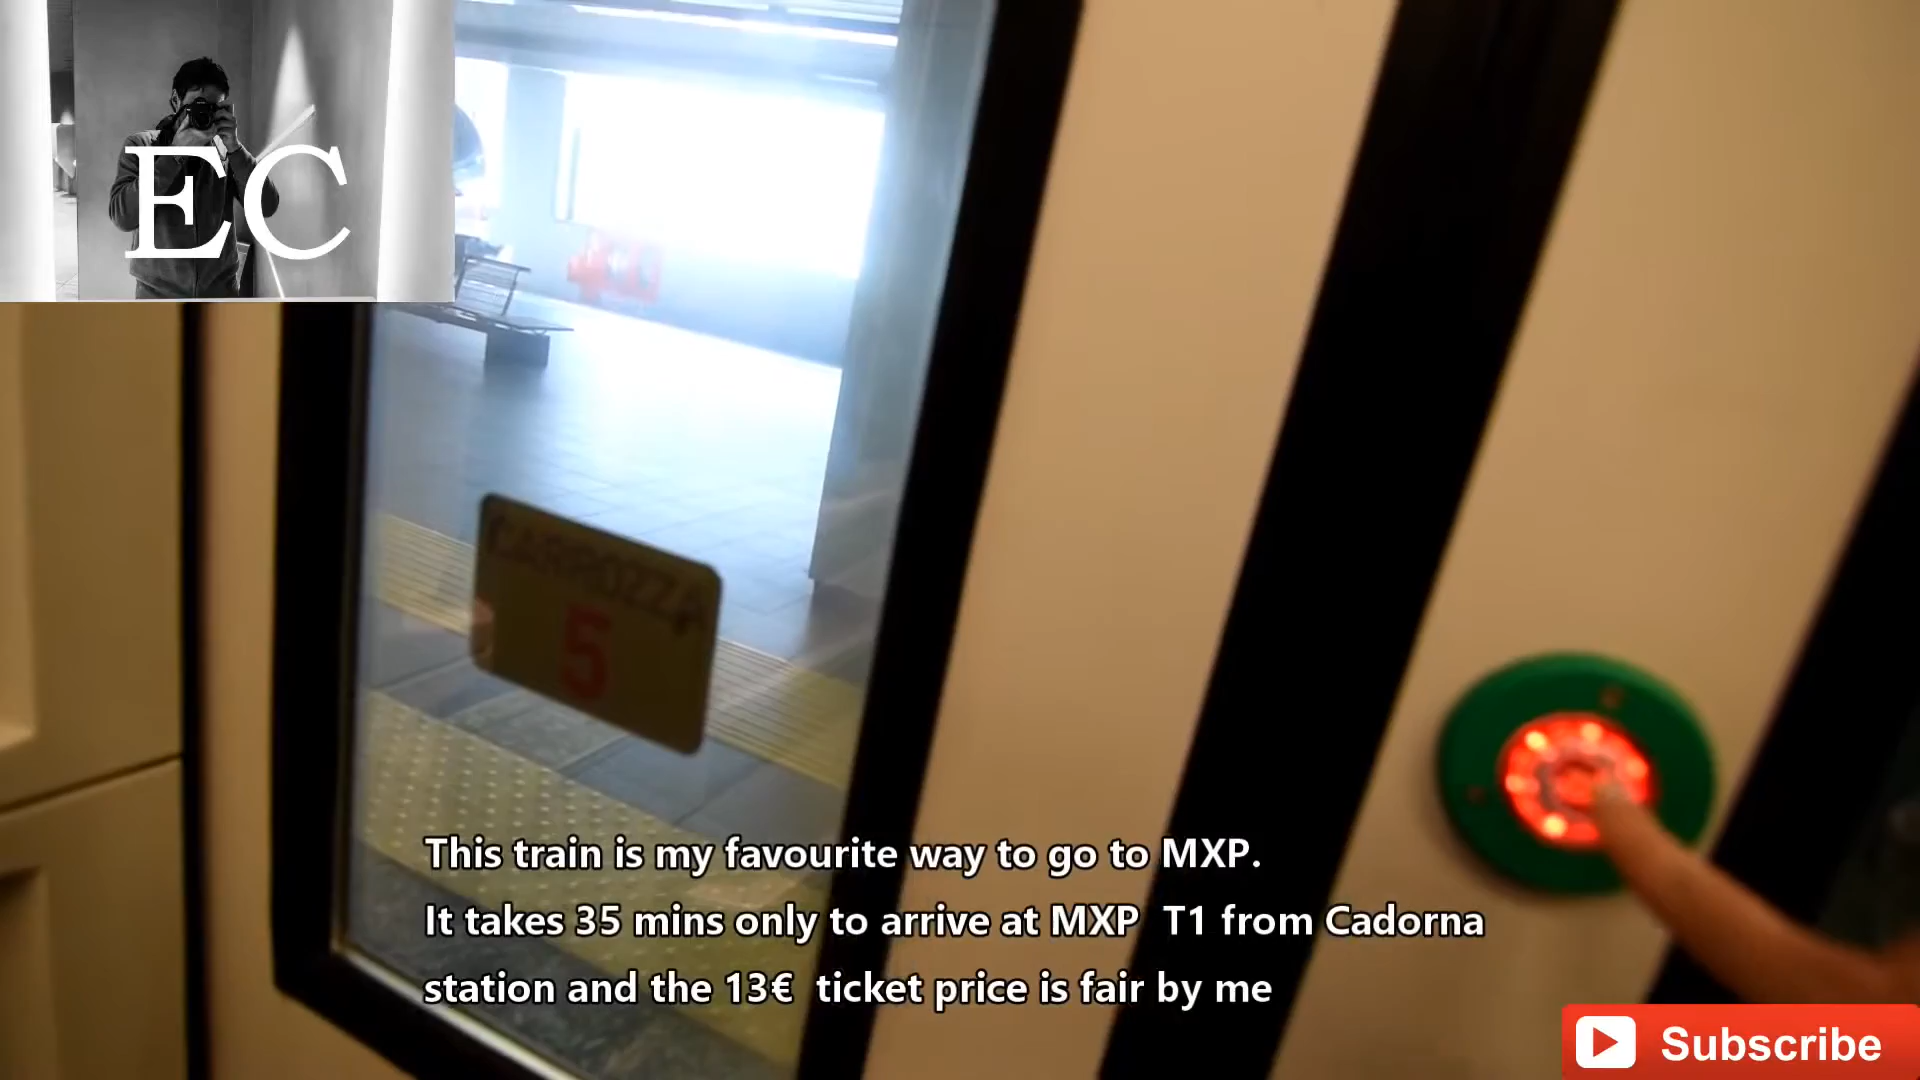 EC
CARROZZA
5
This train is my favourite way to go to MXP.
It takes 35 mins only to arrive at MXP T1 from Cadorna
station and the 13€ ticket price is fair by me
Subscribe